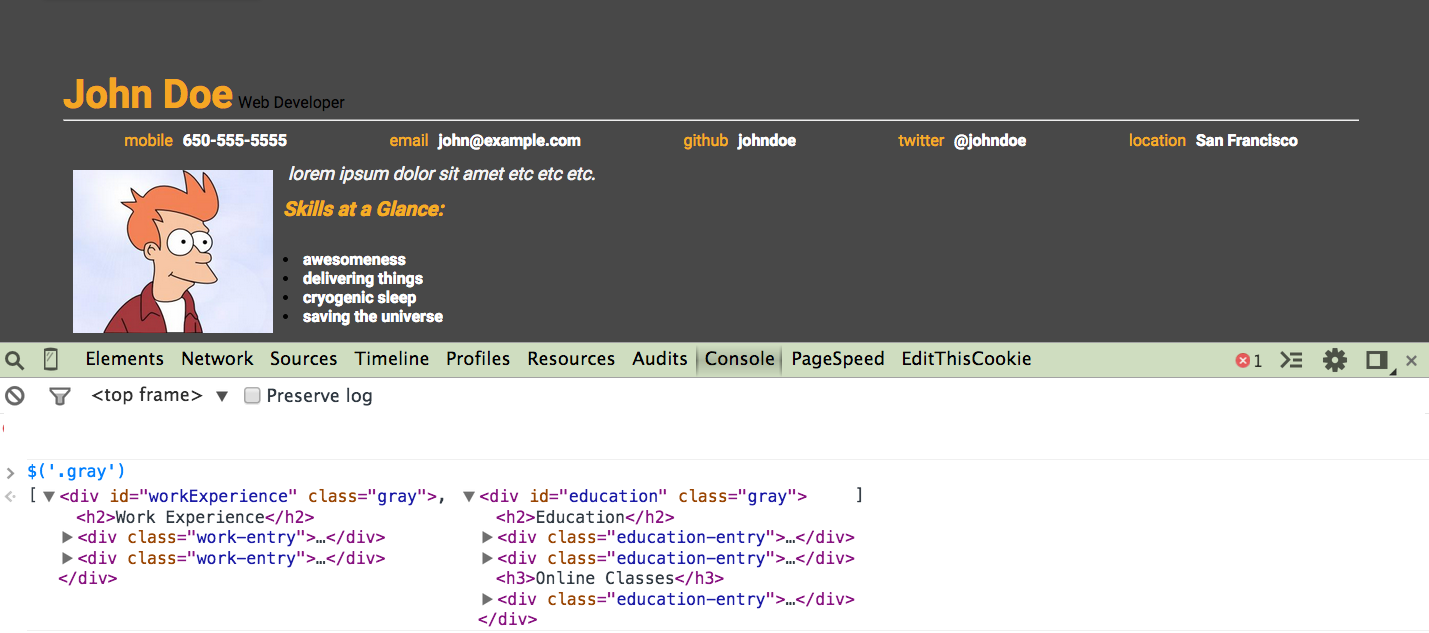 John Doe Web Developer
mobile 650-555-5555 email john@example.com github johndoe twitter @johndoe location San Francisco
lorem ipsum dolor sit amet etc etc etc.
Skills at a Glance:
awesomeness
delivering things
cryogenic sleep
saving the universe
Elements Network Sources Timeline Profiles Resources Audits Console PageSpeed EditThisCookie 1
<top frame> ▼ Preserve log
> $('.gray')
[ ▼<div id="workExperience" class="gray">, ▼<div id="education" class="gray"> ]
<h2>Work Experience</h2> <h2>Education</h2>
▶<div class="work-entry">…</div> ▶<div class="education-entry">…</div>
▶<div class="work-entry">…</div> ▶<div class="education-entry">…</div>
</div> <h3>Online Classes</h3>
▶<div class="education-entry">…</div>
</div>